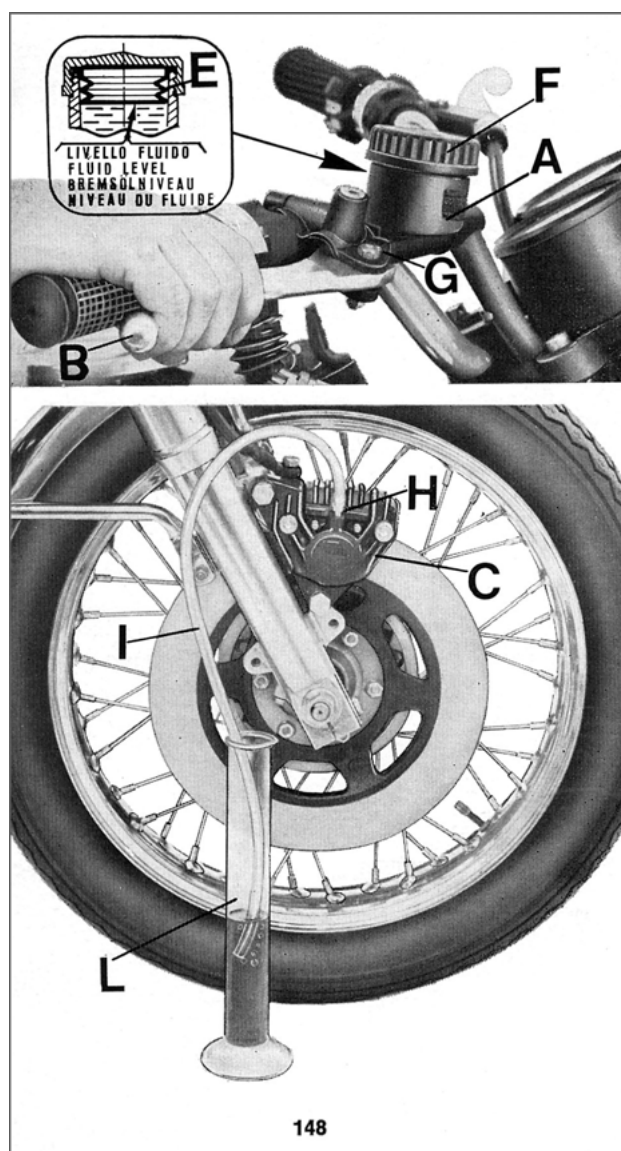 E
LIVELLO FLUIDO
FLUID LEVEL
BREMSÖLNIVEAU
NIVEAU DU FLUIDE
F
A
G
B
H
C
I
L
148